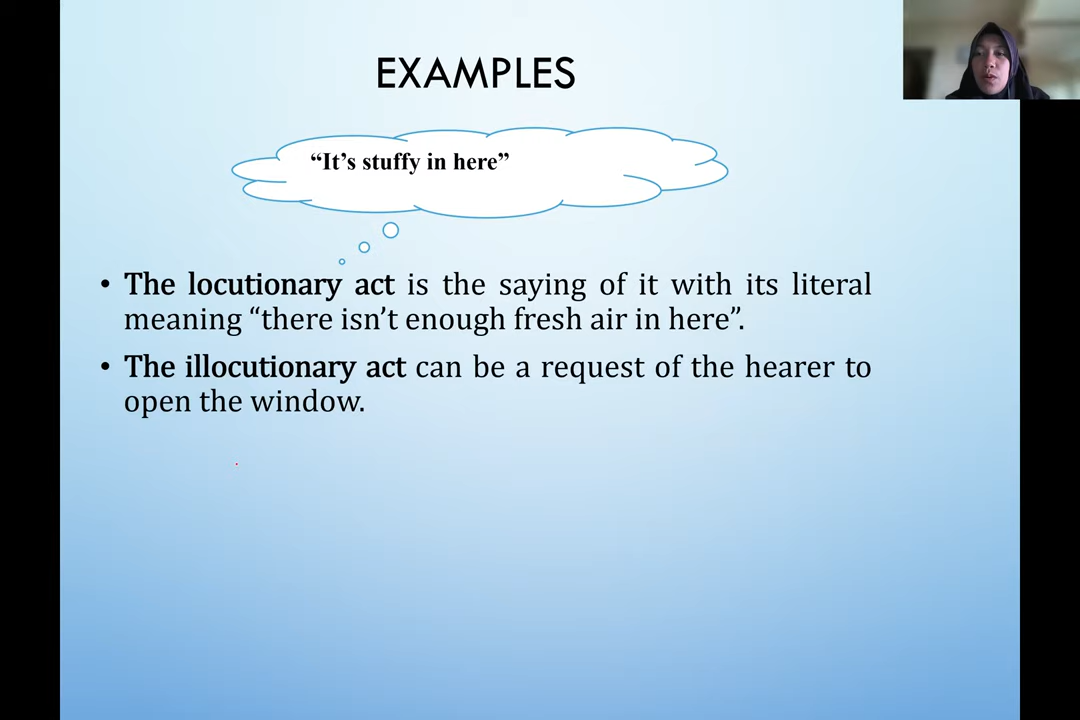 EXAMPLES
“It’s stuffy in here”
• The locutionary act is the saying of it with its literal
meaning “there isn’t enough fresh air in here”.
• The illocutionary act can be a request of the hearer to
open the window.